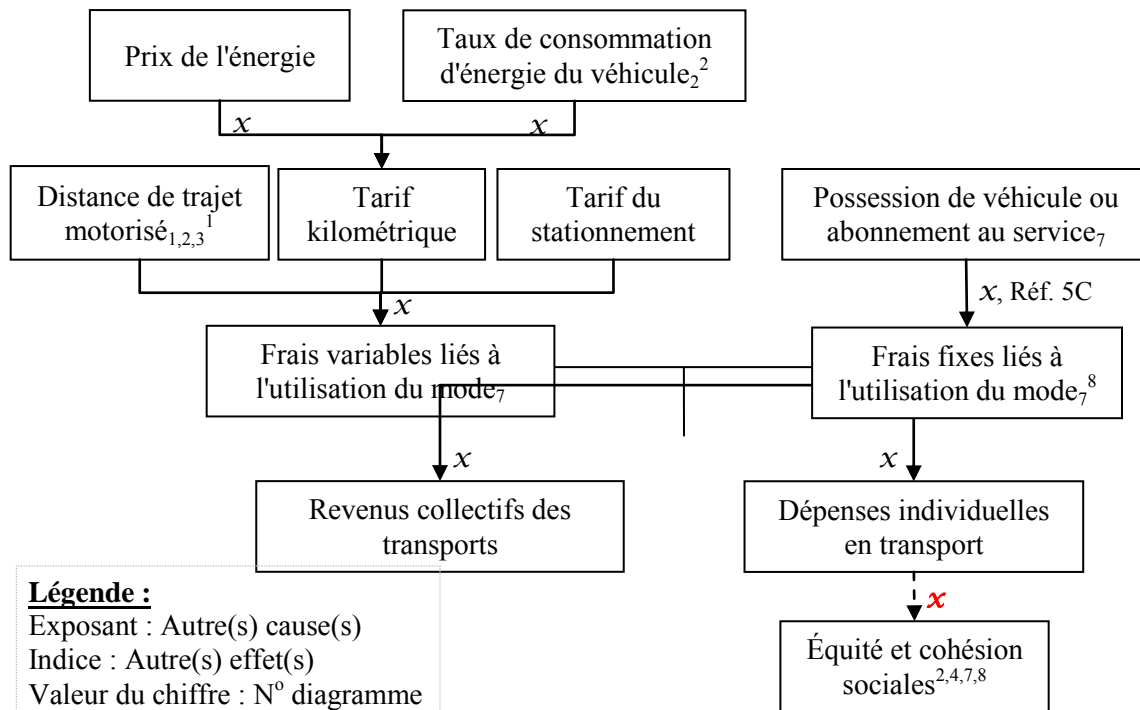 Prix de l'énergie
Taux de consommation
d'énergie du véhicule₂²
x
x
Distance de trajet
motorisé₁,₂,₃¹
Tarif
kilométrique
Tarif du
stationnement
Possession de véhicule ou
abonnement au service₇
x
x, Réf. 5C
Frais variables liés à
l'utilisation du mode₇
Frais fixes liés à
l'utilisation du mode₇⁸
x
x
Revenus collectifs des
transports
Dépenses individuelles
en transport
x
Légende :
Exposant : Autre(s) cause(s)
Indice : Autre(s) effet(s)
Valeur du chiffre : Nº diagramme
Équité et cohésion
sociales²,⁴,⁷,⁸